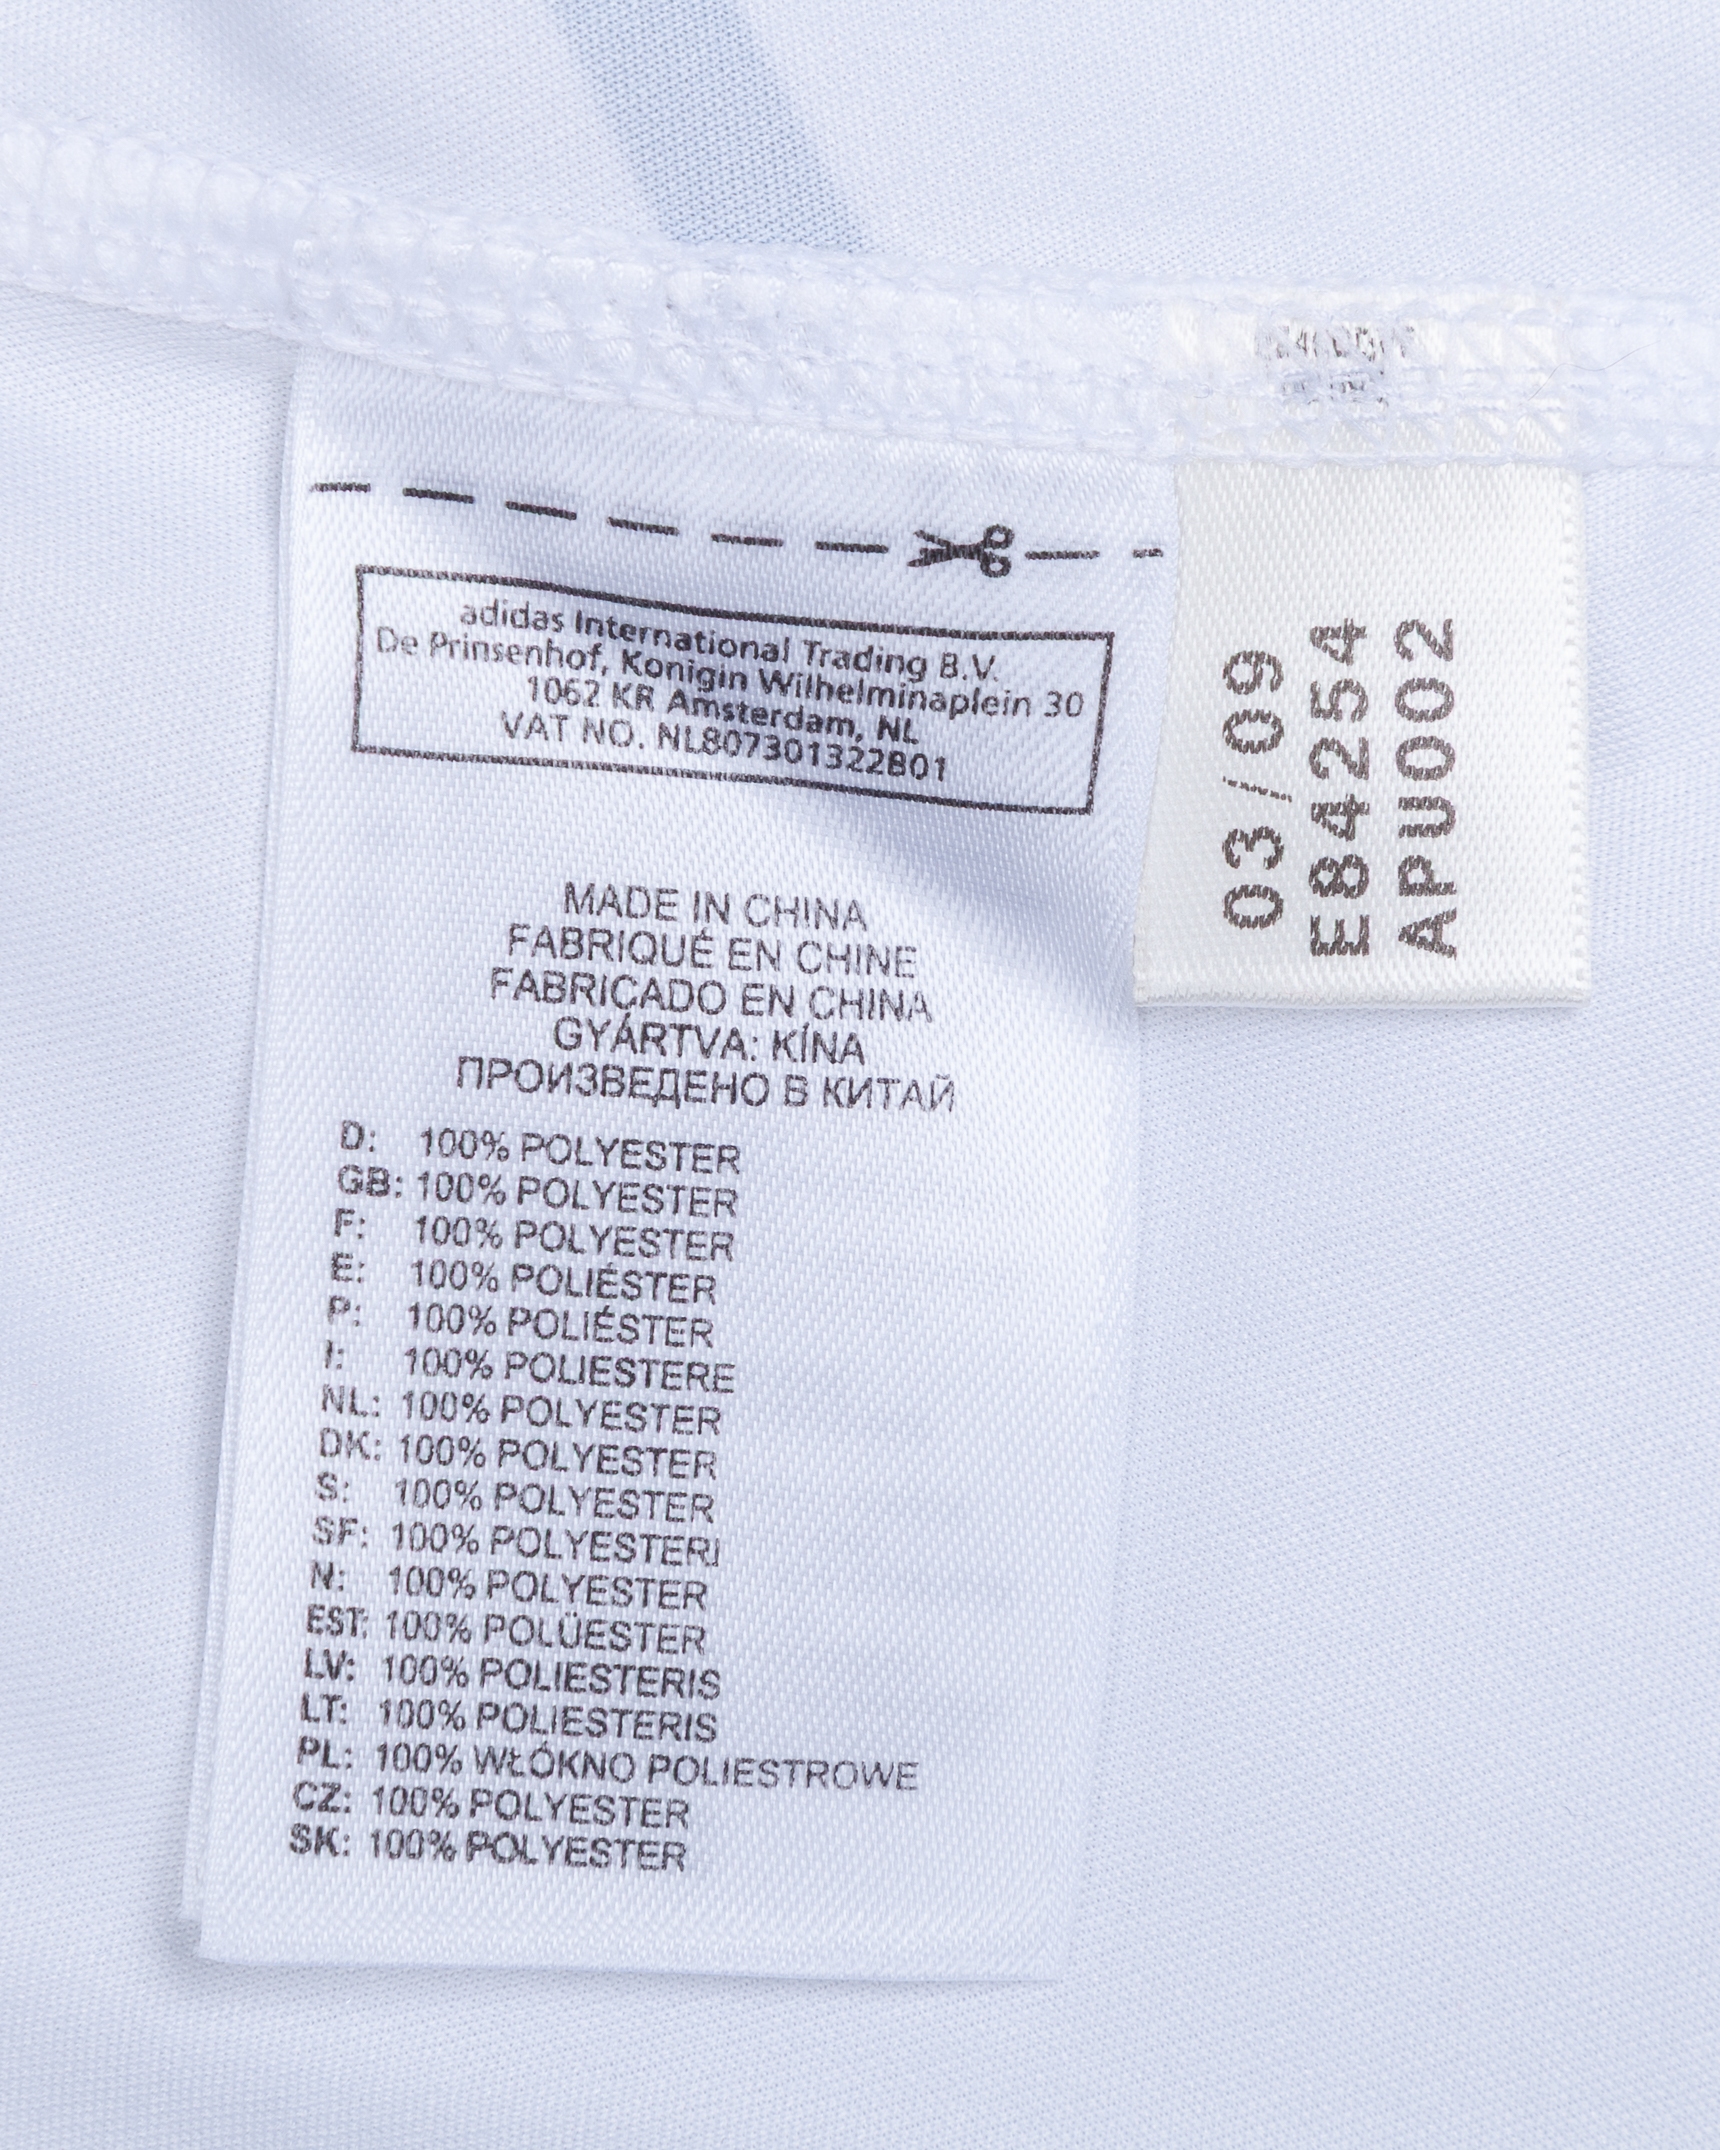 adidas International Trading B.V.
De Prinsenhof, Konigin Wilhelminaplein 30
1062 KR Amsterdam, NL
VAT NO. NL807301322B01
MADE IN CHINA
FABRIQUÉ EN CHINE
FABRICADO EN CHINA
GYÁRTVA: KÍNA
ПРОИЗВЕДЕНО В КИТАЙ
D: 100% POLYESTER
GB: 100% POLYESTER
F: 100% POLYESTER
E: 100% POLIÉSTER
P: 100% POLIÉSTER
I: 100% POLIESTERE
NL: 100% POLYESTER
DK: 100% POLYESTER
S: 100% POLYESTER
SF: 100% POLYESTERI
N: 100% POLYESTER
EST: 100% POLÜESTER
LV: 100% POLIESTERIS
LT: 100% POLIESTERIS
PL: 100% WŁÓKNO POLIESTROWE
CZ: 100% POLYESTER
SK: 100% POLYESTER
03/09
E84254
APU002